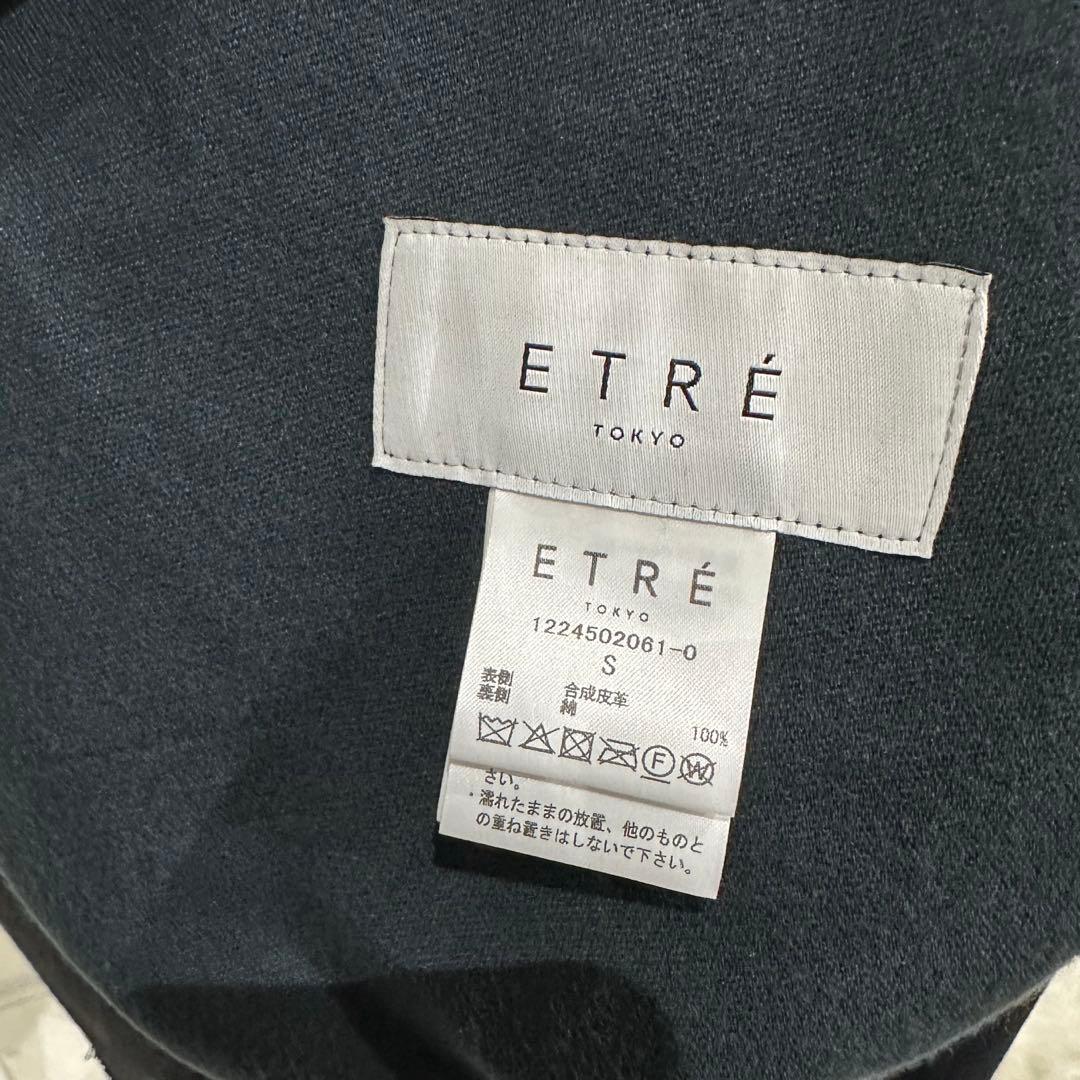 ETRÉ
TOKYO
ETRÉ
TOKYO
1224502061-0
S
表側 合成皮革
裏側 綿 100%
F W
さい。
・濡れたままの放置、他のものと
の重ね置きはしないで下さい。